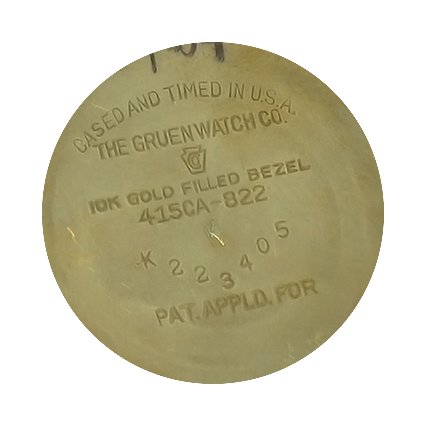 CASED AND TIMED IN U.S.A.
THE GRUEN WATCH CO.
10K GOLD FILLED BEZEL
415CA-822
K 223405
PAT. APPLD. FOR